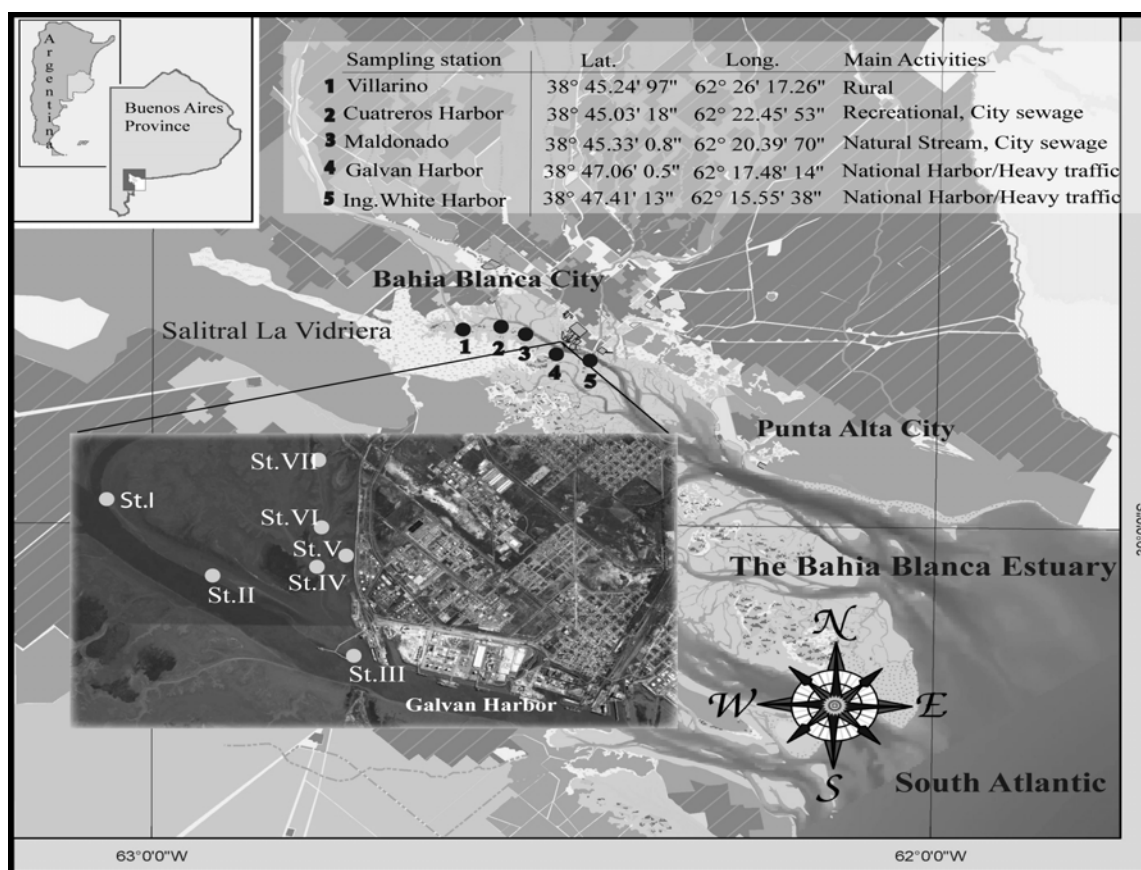 Argentina
Buenos Aires
Province
Sampling station Lat. Long. Main Activities
1 Villarino 38° 45.24' 97" 62° 26' 17.26" Rural
2 Cuatreros Harbor 38° 45.03' 18" 62° 22.45' 53" Recreational, City sewage
3 Maldonado 38° 45.33' 0.8" 62° 20.39' 70" Natural Stream, City sewage
4 Galvan Harbor 38° 47.06' 0.5" 62° 17.48' 14" National Harbor/Heavy traffic
5 Ing.White Harbor 38° 47.41' 13" 62° 15.55' 38" National Harbor/Heavy traffic
Bahia Blanca City
Salitral La Vidriera
1 2 3 4 5
Punta Alta City
St.VII
St.I
St.VI
St.V
St.IV
St.II
St.III
Galvan Harbor
The Bahia Blanca Estuary
N
W E
S
South Atlantic
63°0'0"W 62°0'0"W